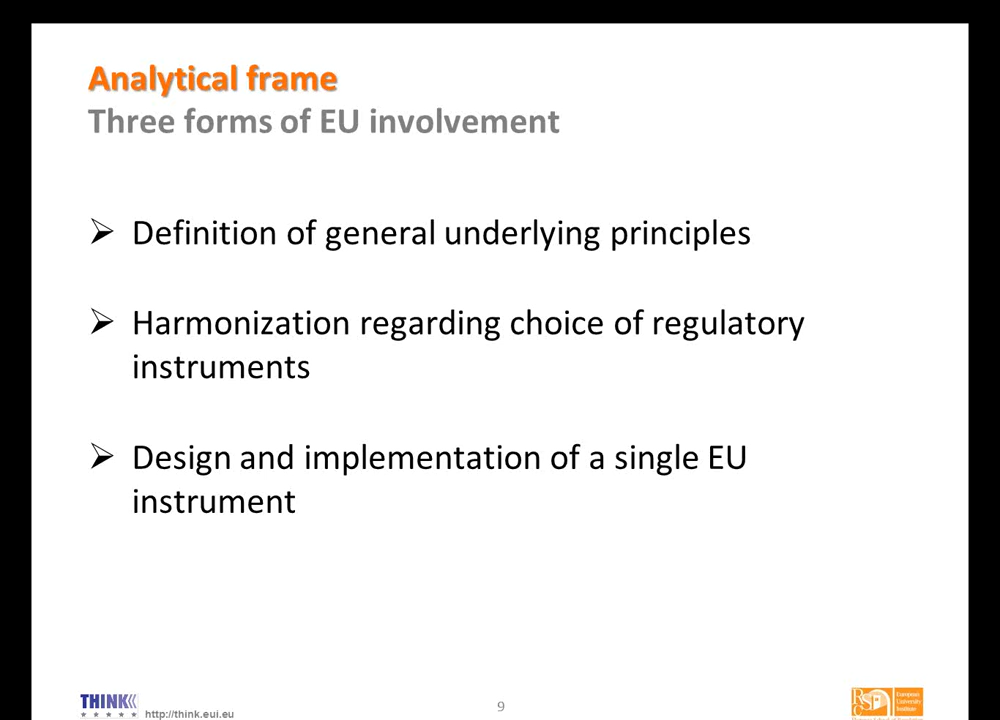 Analytical frame
Three forms of EU involvement
Definition of general underlying principles
Harmonization regarding choice of regulatory
instruments
Design and implementation of a single EU
instrument
THINK
http://think.eui.eu
9
RSC
European
University
Institute